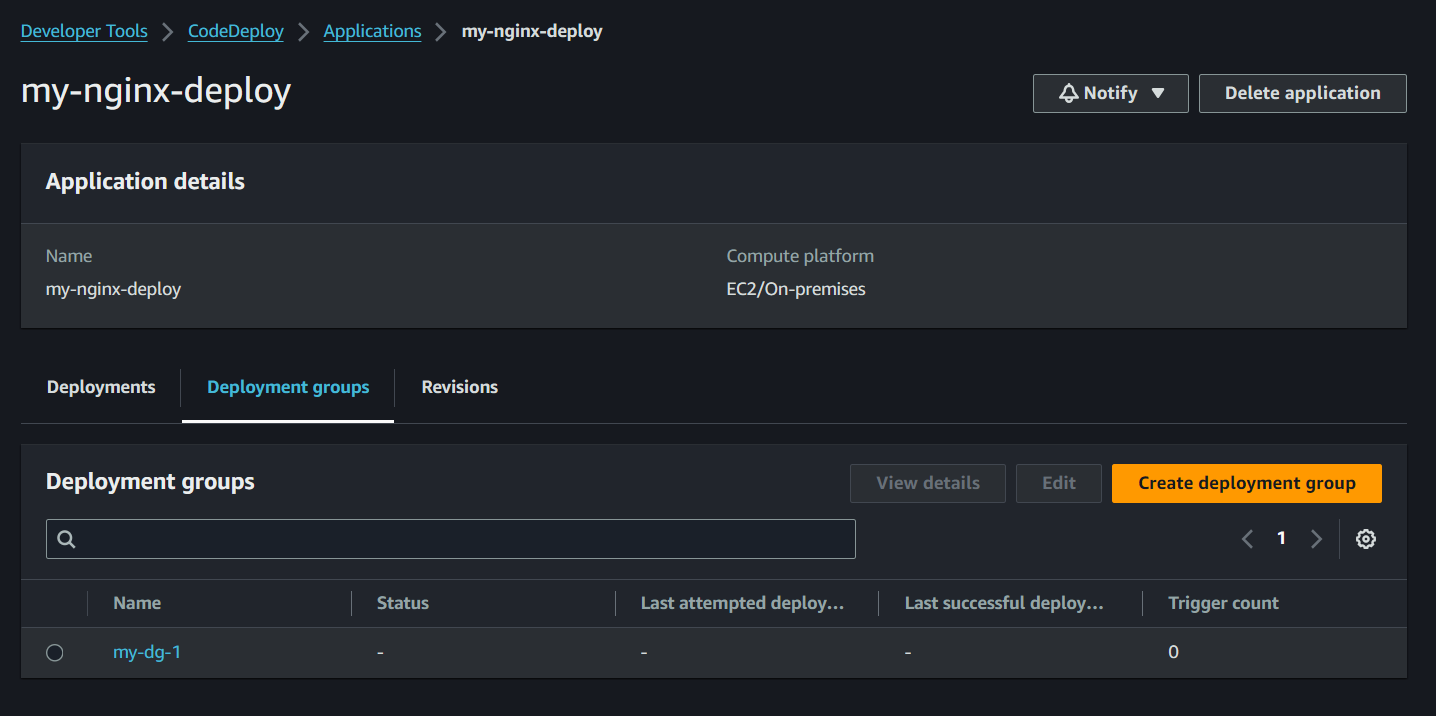 Developer Tools CodeDeploy Applications my-nginx-deploy
my-nginx-deploy
Notify Delete application
Application details
Name Compute platform
my-nginx-deploy EC2/On-premises
Deployments Deployment groups Revisions
Deployment groups View details Edit Create deployment group
1
Name Status Last attempted deploy... Last successful deploy... Trigger count
my-dg-1 - - - 0